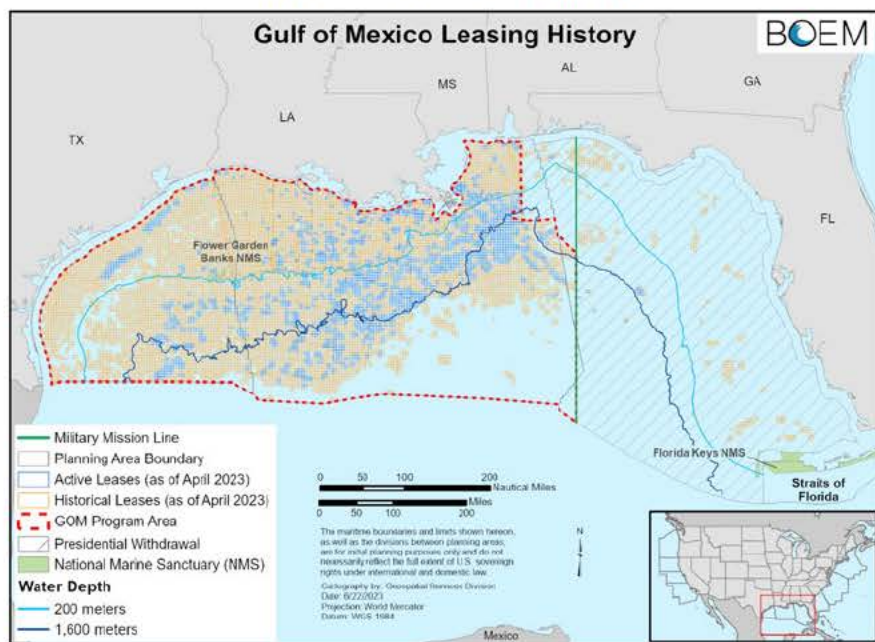 Gulf of Mexico Leasing History
BOEM
MS
AL
GA
LA
TX
FL
Flower Garden
Banks NMS
Florida Keys NMS
Straits of
Florida
Military Mission Line
Planning Area Boundary
Active Leases (as of April 2023)
Historical Leases (as of April 2023)
GOM Program Area
Presidential Withdrawal
National Marine Sanctuary (NMS)
Water Depth
200 meters
1,600 meters
0 50 100 200
Nautical Miles
Miles
0 50 100 200
The maritime boundaries and limits shown hereon,
as well as the divisions between planning areas,
are for initial planning purposes only and do not
necessarily reflect the full extent of U.S. sovereign
rights under international and domestic law.
Cartography by: Geospatial Services Division
Date: 6/22/2023
Projection: World Mercator
Datum: WGS 1984
N
Mexico